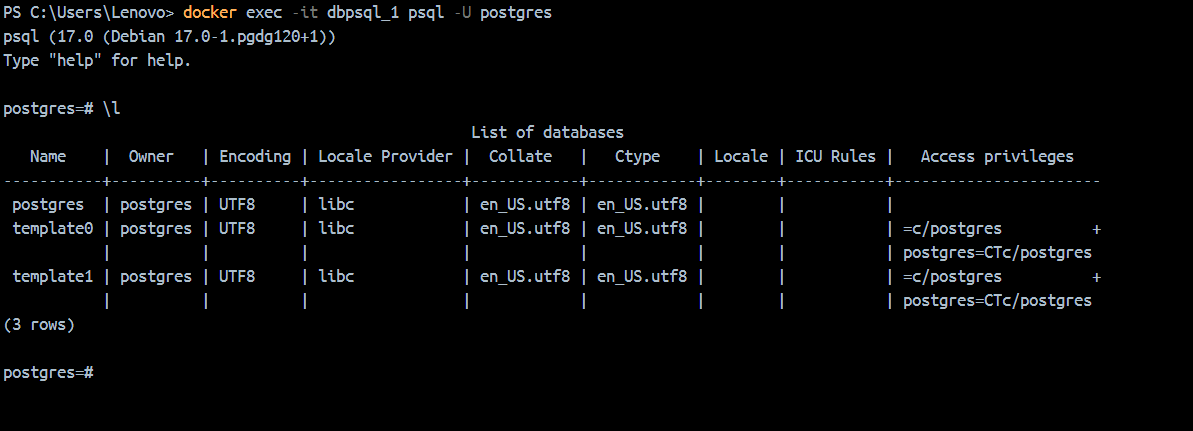 PS C:\Users\Lenovo> docker exec -it dbpsql_1 psql -U postgres
psql (17.0 (Debian 17.0-1.pgdg120+1))
Type "help" for help.

postgres=# \l
                                                    List of databases
   Name    |  Owner   | Encoding | Locale Provider |  Collate   |   Ctype    | Locale | ICU Rules |   Access privileges
-----------+----------+----------+-----------------+------------+------------+--------+-----------+-----------------------
 postgres  | postgres | UTF8     | libc            | en_US.utf8 | en_US.utf8 |        |           |
 template0 | postgres | UTF8     | libc            | en_US.utf8 | en_US.utf8 |        |           | =c/postgres          +
           |          |          |                 |            |            |        |           | postgres=CTc/postgres
 template1 | postgres | UTF8     | libc            | en_US.utf8 | en_US.utf8 |        |           | =c/postgres          +
           |          |          |                 |            |            |        |           | postgres=CTc/postgres
(3 rows)

postgres=#